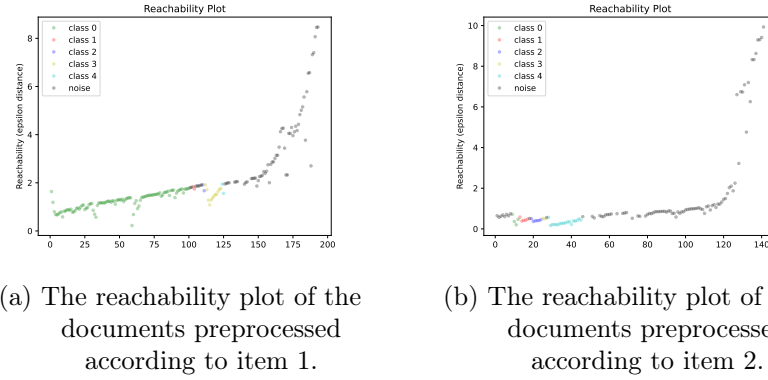 Reachability Plot
Reachability (epsilon distance)
8
6
4
2
0
class 0
class 1
class 2
class 3
class 4
noise
0 25 50 75 100 125 150 175 200
(a) The reachability plot of the
documents preprocessed
according to item 1.
Reachability Plot
Reachability (epsilon distance)
10
8
6
4
2
0
class 0
class 1
class 2
class 3
class 4
noise
0 20 40 60 80 100 120 140
(b) The reachability plot of
documents preprocesse
according to item 2.